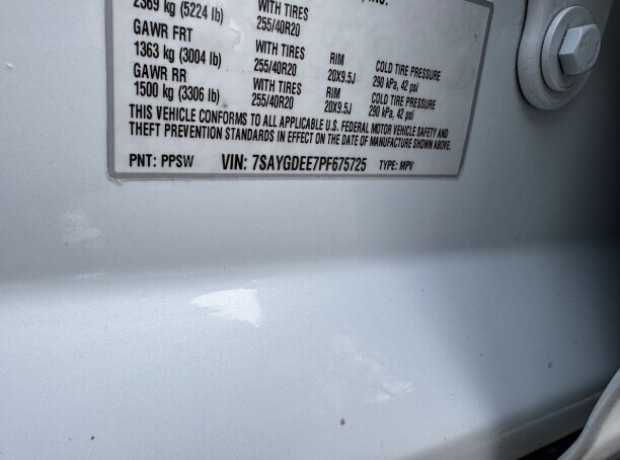 , INC.
2369 kg (5224 lb) WITH TIRES
255/40R20
GAWR FRT WITH TIRES RIM COLD TIRE PRESSURE
1363 kg (3004 lb) 255/40R20 20X9.5J 290 kPa, 42 psi
GAWR RR WITH TIRES RIM COLD TIRE PRESSURE
1500 kg (3306 lb) 255/40R20 20X9.5J 290 kPa, 42 psi
THIS VEHICLE CONFORMS TO ALL APPLICABLE U.S. FEDERAL MOTOR VEHICLE SAFETY AND
THEFT PREVENTION STANDARDS IN EFFECT ON THE DATE OF MANUFACTURE SHOWN ABOVE.
PNT: PPSW VIN: 7SAYGDEE7PF675725 TYPE: MPV